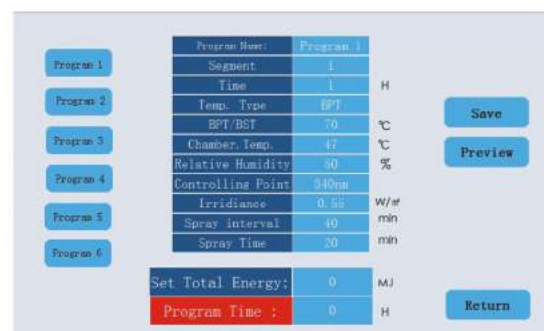 Program 1
Program 2
Program 3
Program 4
Program 5
Program 6
Program Name: Program 1
Segment 1
Time 1 H
Temp. Type BPT
BPT/BST 70 ℃
Chamber. Temp. 47 ℃
Relative Humidity 50 %
Controlling Point 340nm
Irridiance 0.55 W/㎡
Spray interval 40 min
Spray Time 20 min
Set Total Energy: 0 MJ
Program Time : 0 H
Save
Preview
Return